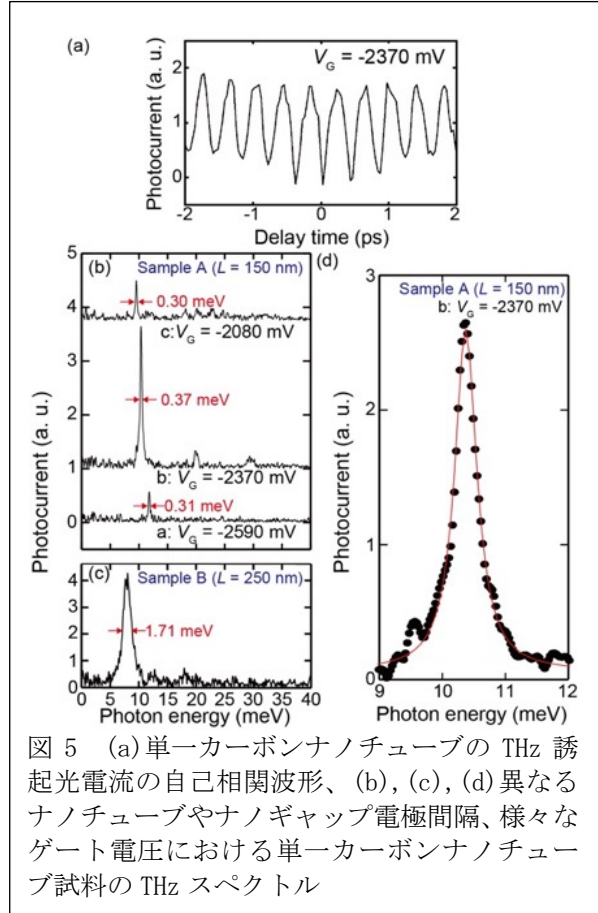 (a)
V_G = -2370 mV
Photocurrent (a. u.)
2
1
0
-2 -1 0 1 2
Delay time (ps)
(b)
Sample A (L = 150 nm)
0.30 meV
c:V_G = -2080 mV
0.37 meV
b: V_G = -2370 mV
0.31 meV
a: V_G = -2590 mV
5
4
3
2
1
0
Photocurrent (a. u.)
(c)
Sample B (L = 250 nm)
1.71 meV
4
3
2
1
0
0 5 10 15 20 25 30 35 40
Photon energy (meV)
(d)
Sample A (L = 150 nm)
b: V_G = -2370 mV
Photocurrent (a. u.)
3
2
1
0
9 10 11 12
Photon energy (meV)
図 5 (a)単一カーボンナノチューブの THz 誘
起光電流の自己相関波形、(b),(c),(d)異なる
ナノチューブやナノギャップ電極間隔、様々な
ゲート電圧における単一カーボンナノチュー
ブ試料の THz スペクトル